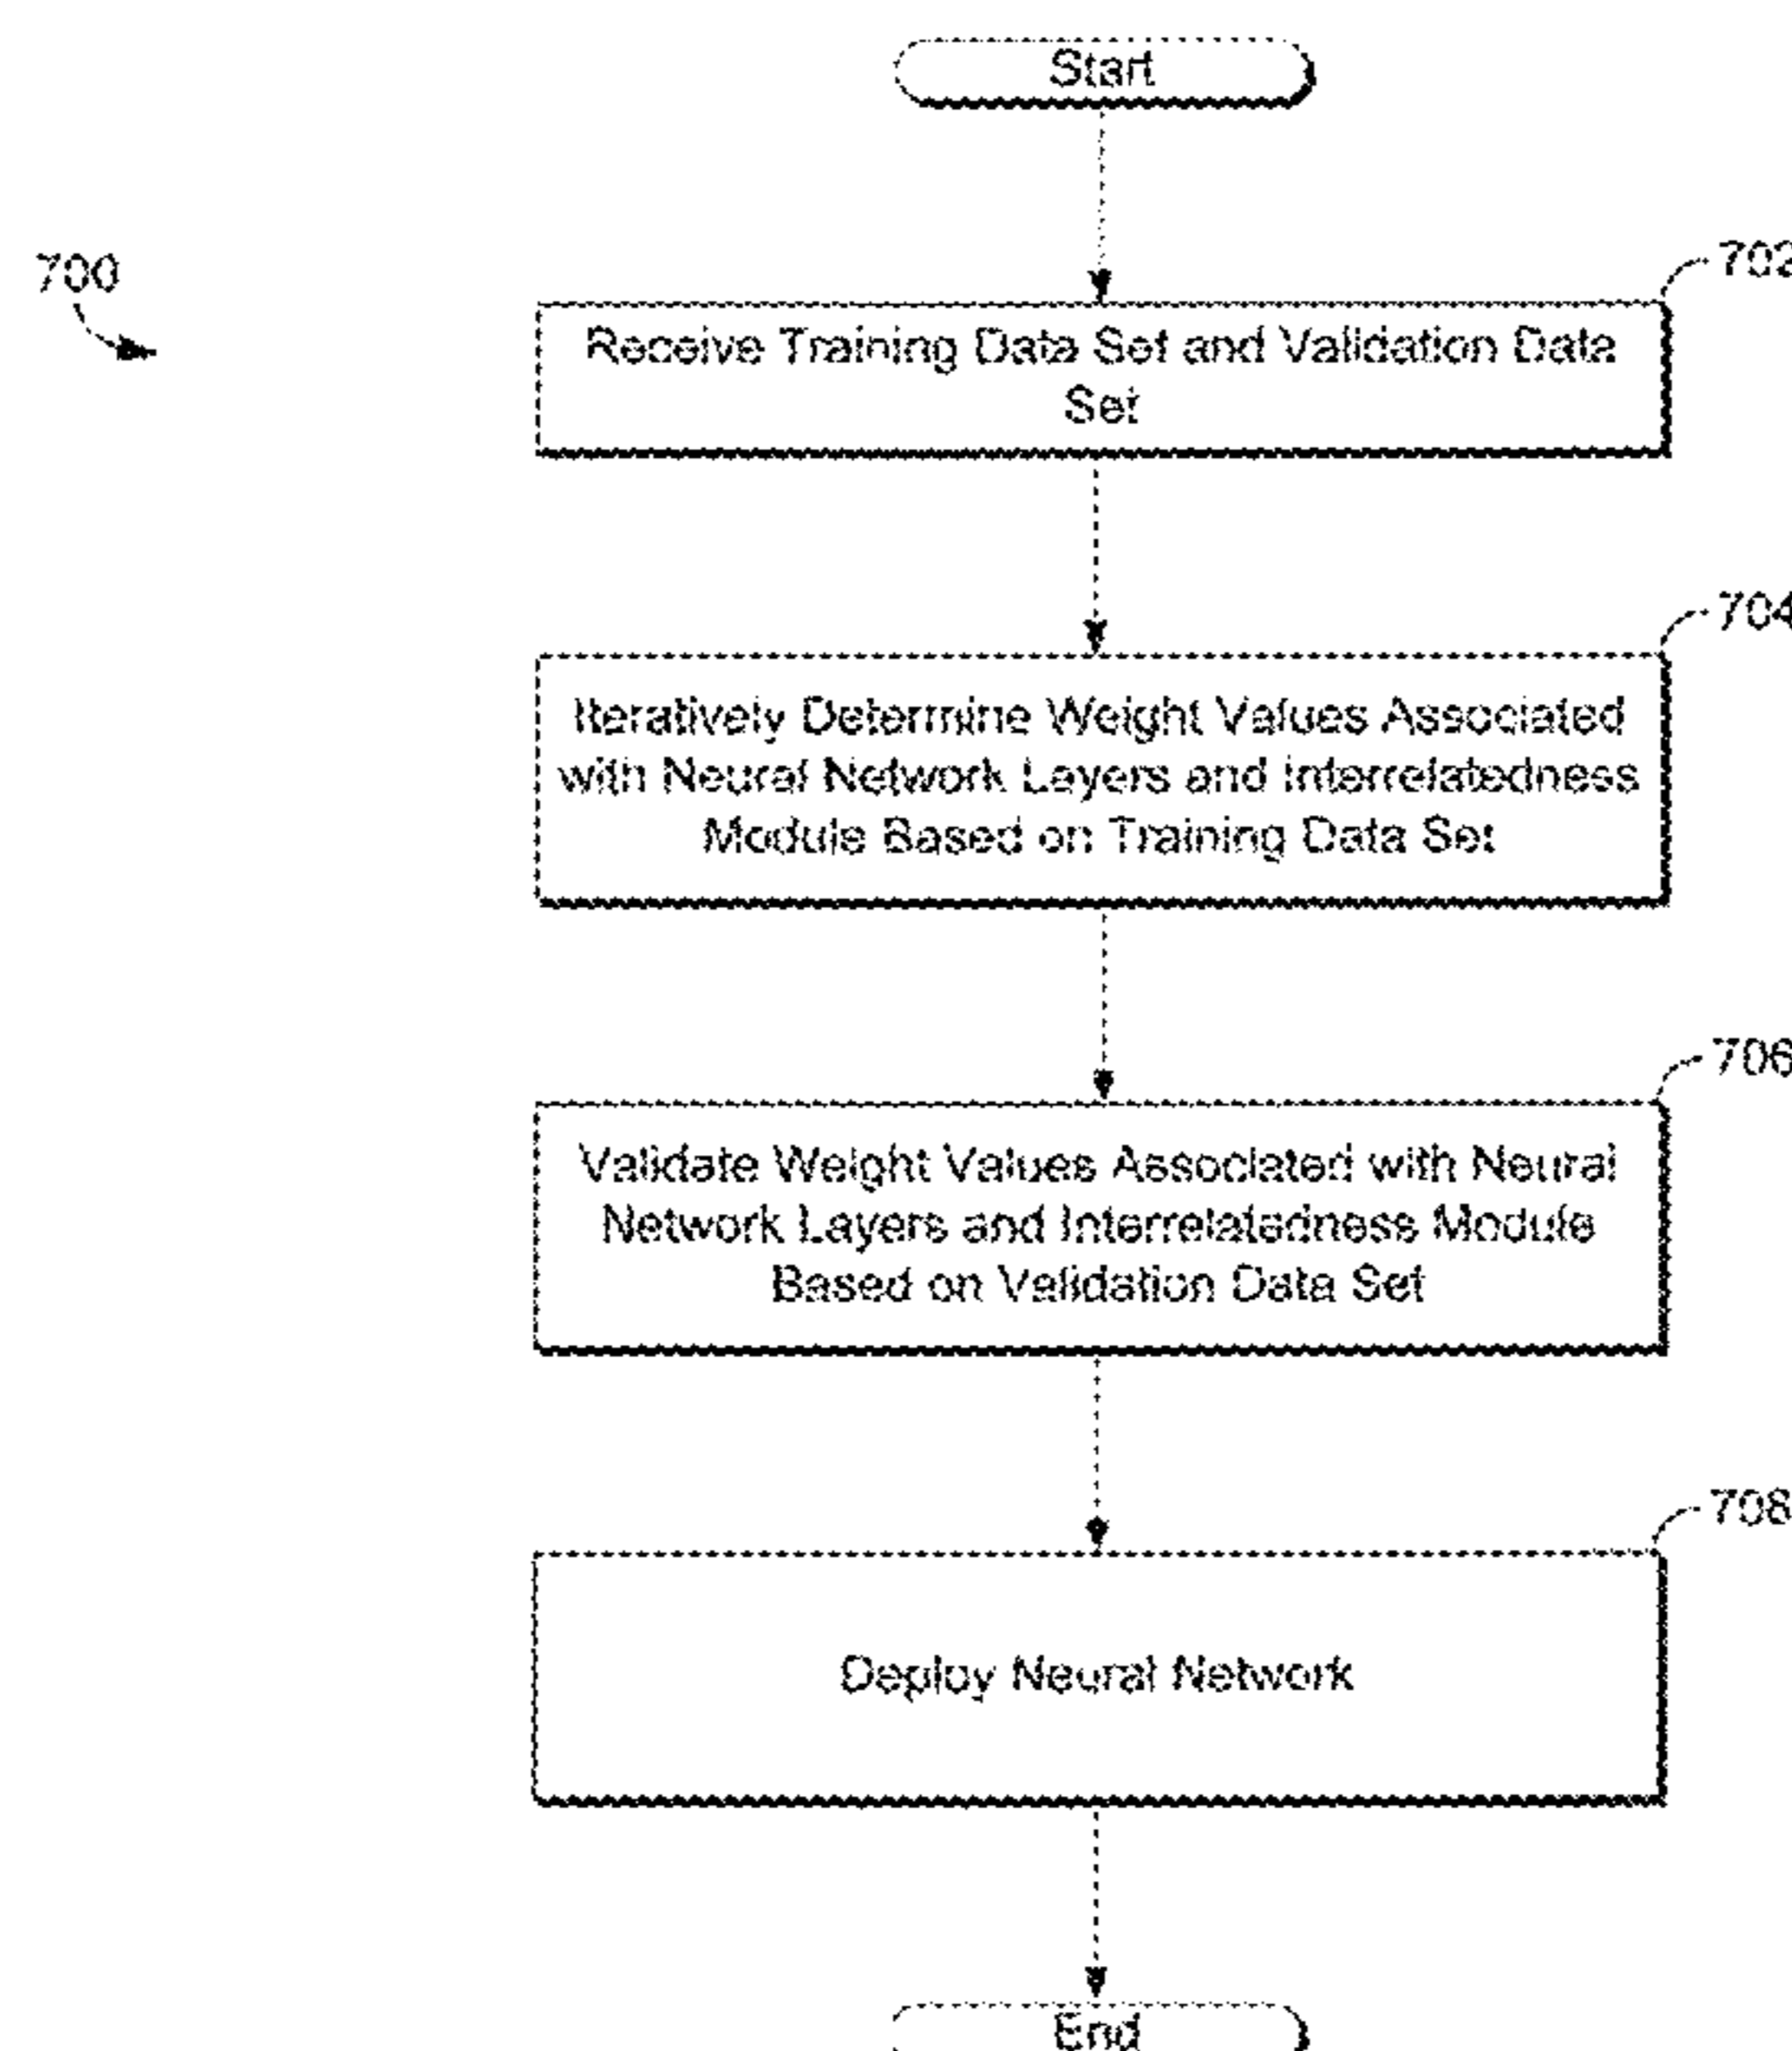 Start
700
702
Receive Training Data Set and Validation Data
Set
704
Iteratively Determine Weight Values Associated
with Neural Network Layers and Interrelatedness
Module Based on Training Data Set
706
Validate Weight Values Associated with Neural
Network Layers and Interrelatedness Module
Based on Validation Data Set
708
Deploy Neural Network
End